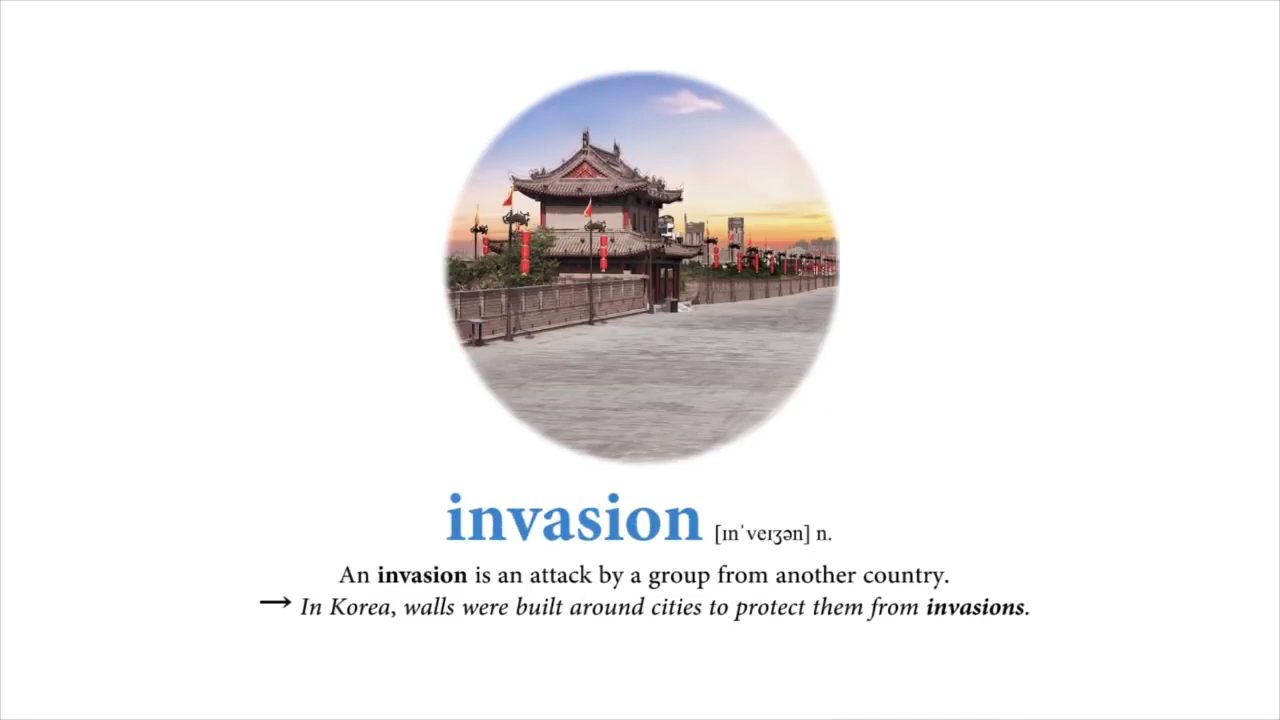 invasion [ɪnˈveɪʒən] n.
An invasion is an attack by a group from another country.
→ In Korea, walls were built around cities to protect them from invasions.